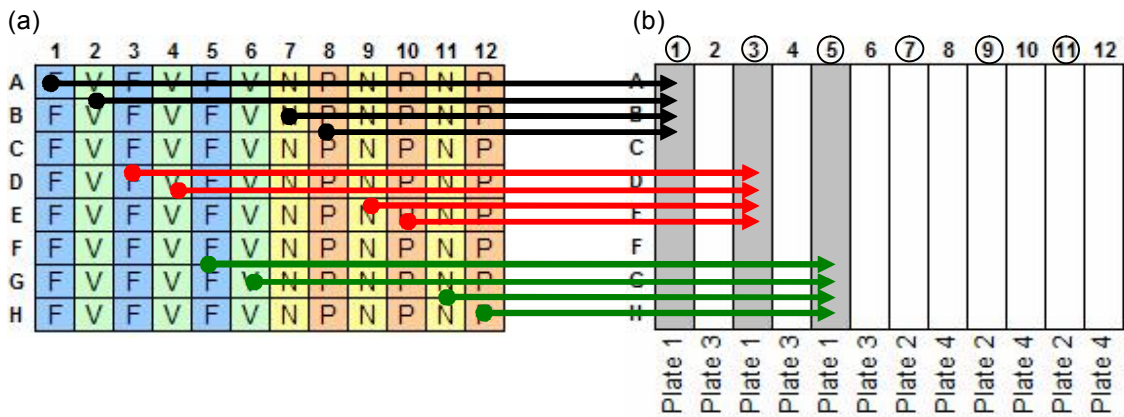 (a)
(b)
1 2 3 4 5 6 7 8 9 10 11 12
1 2 3 4 5 6 7 8 9 10 11 12
A F V F V F V N P N P N P
B F V F V F V N P N P N P
C F V F V F V N P N P N P
D F V F V F V N P N P N P
E F V F V F V N P N P N P
F F V F V F V N P N P N P
G F V F V F V N P N P N P
H F V F V F V N P N P N P
A
B
C
D
E
F
G
H
Plate 1
Plate 3
Plate 1
Plate 3
Plate 1
Plate 3
Plate 2
Plate 4
Plate 2
Plate 4
Plate 2
Plate 4